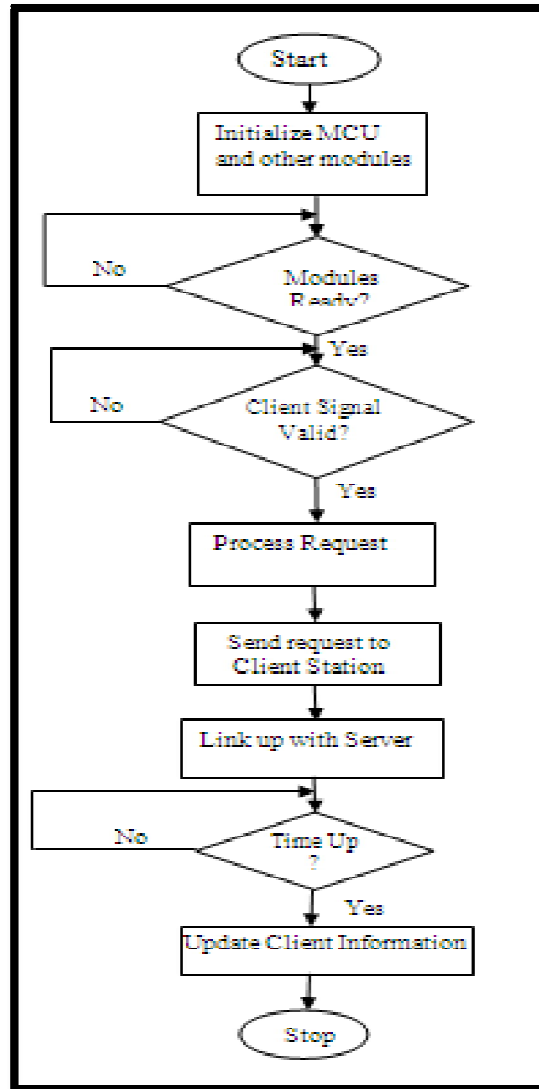 Start
Initialize MCU
and other modules
No
Modules
Ready?
Yes
No
Client Signal
Valid?
Yes
Process Request
Send request to
Client Station
Link up with Server
No
Time Up
?
Yes
Update Client Information
Stop